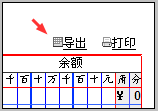 导出 打印
余额
千 百 十 万 千 百 十 元 角 分
¥ 0